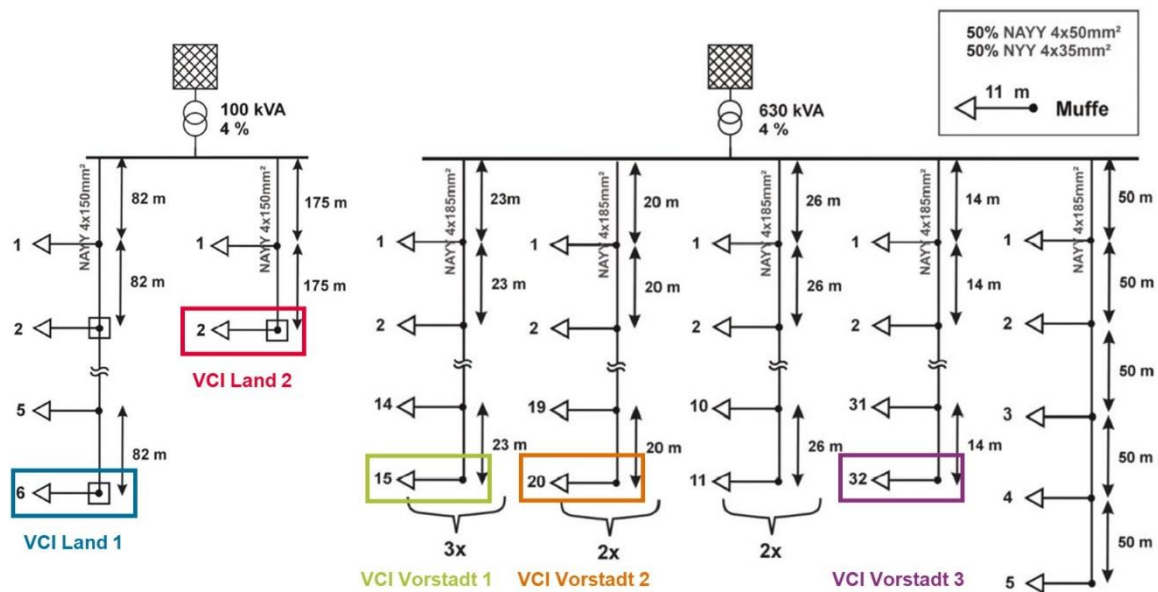 50% NAYY 4x50mm²
50% NYY 4x35mm²
11 m
Muffe
100 kVA
4 %
NAYY 4x150mm²
82 m
1
82 m
2
5
82 m
6
VCI Land 1
175 m
1
175 m
2
VCI Land 2
630 kVA
4 %
NAYY 4x185mm²
23m
1
23 m
2
14
23 m
15
3x
VCI Vorstadt 1
NAYY 4x185mm²
20 m
1
20 m
2
19
20 m
20
2x
VCI Vorstadt 2
NAYY 4x185mm²
26 m
1
26 m
2
10
26 m
11
2x
NAYY 4x185mm²
14 m
1
14 m
2
31
14 m
32
VCI Vorstadt 3
NAYY 4x185mm²
50 m
1
50 m
2
50 m
3
50 m
4
50 m
5